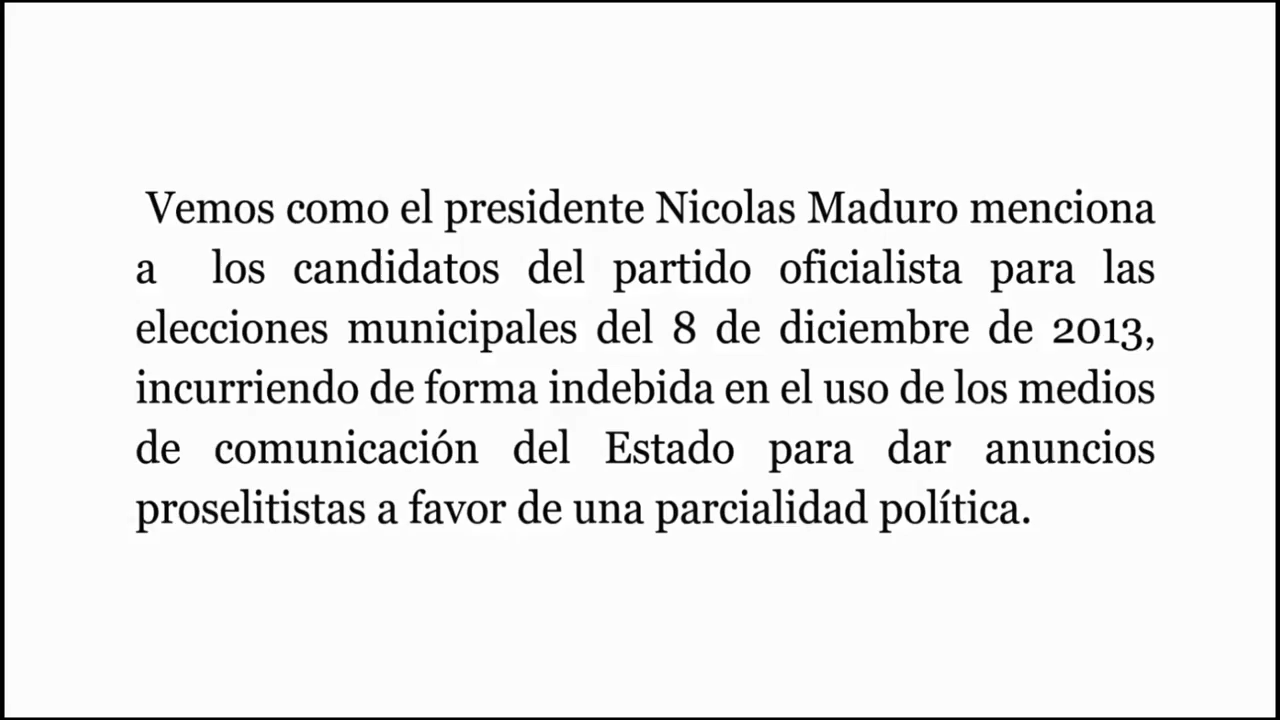 Vemos como el presidente Nicolas Maduro menciona
a los candidatos del partido oficialista para las
elecciones municipales del 8 de diciembre de 2013,
incurriendo de forma indebida en el uso de los medios
de comunicación del Estado para dar anuncios
proselitistas a favor de una parcialidad política.